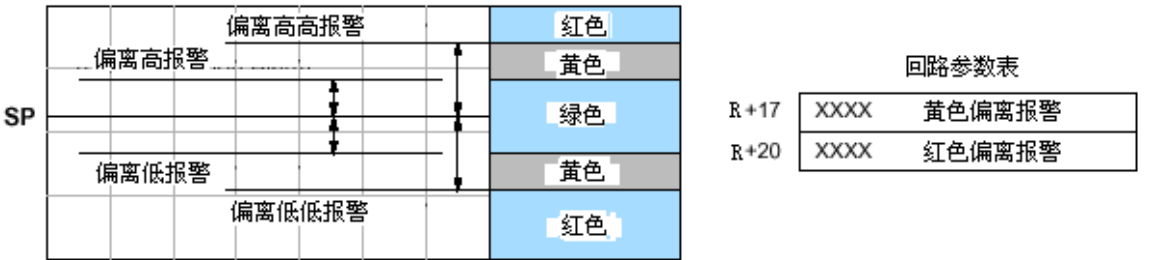 偏离高高报警
红色
偏离高报警
黄色
SP
绿色
偏离低报警
黄色
偏离低低报警
红色
回路参数表
R+17 XXXX 黄色偏离报警
R+20 XXXX 红色偏离报警